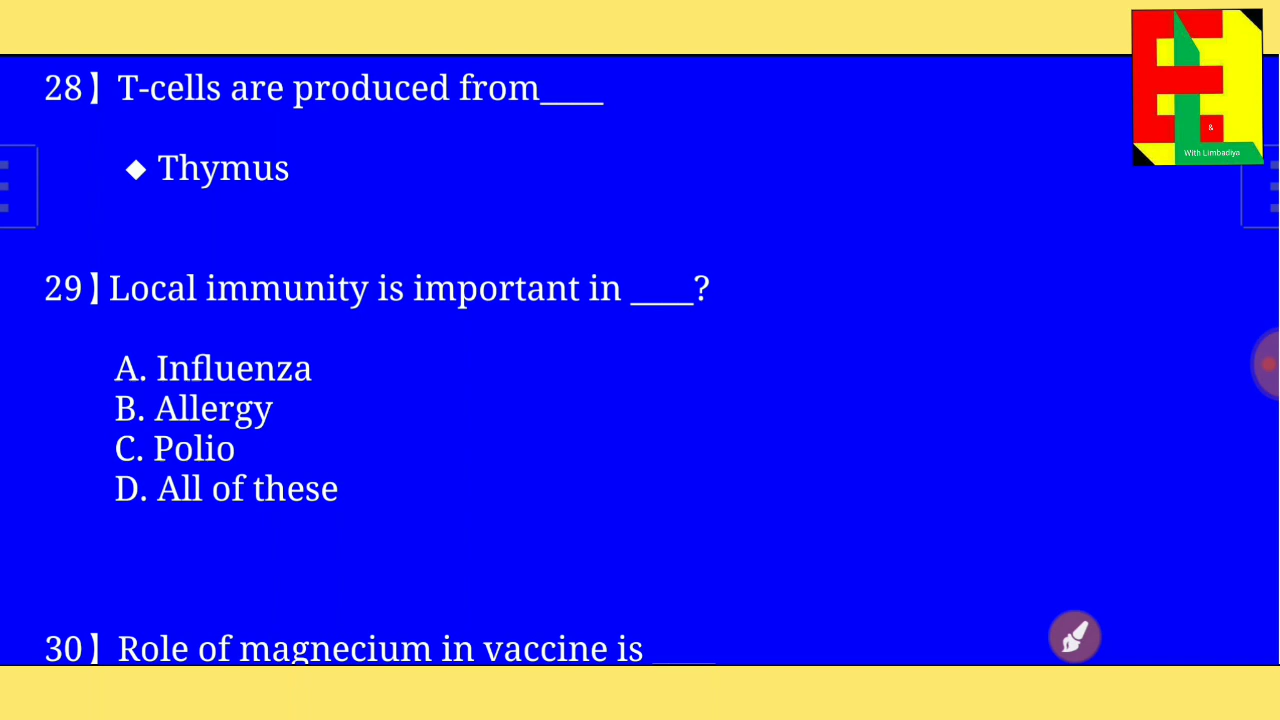 28】 T-cells are produced from____
◆ Thymus
29】Local immunity is important in ____?
A. Influenza
B. Allergy
C. Polio
D. All of these
30】 Role of magnecium in vaccine is ____
&
With Limbadiya